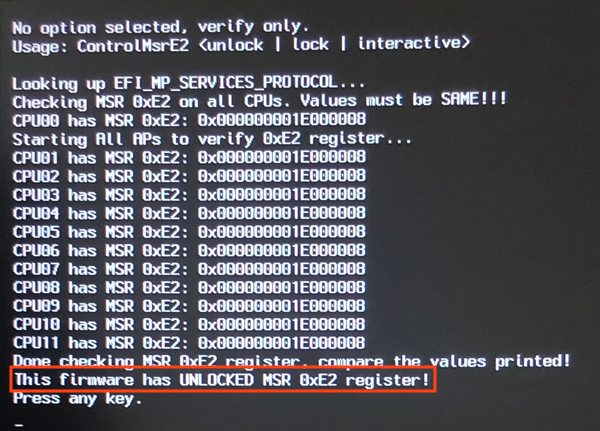 No option selected, verify only.
Usage: ControlMsrE2 <unlock | lock | interactive>
Looking up EFI_MP_SERVICES_PROTOCOL...
Checking MSR 0xE2 on all CPUs. Values must be SAME!!!
CPU00 has MSR 0xE2: 0x000000001E000008
Starting All APs to verify 0xE2 register...
CPU01 has MSR 0xE2: 0x000000001E000008
CPU02 has MSR 0xE2: 0x000000001E000008
CPU03 has MSR 0xE2: 0x000000001E000008
CPU04 has MSR 0xE2: 0x000000001E000008
CPU05 has MSR 0xE2: 0x000000001E000008
CPU06 has MSR 0xE2: 0x000000001E000008
CPU07 has MSR 0xE2: 0x000000001E000008
CPU08 has MSR 0xE2: 0x000000001E000008
CPU09 has MSR 0xE2: 0x000000001E000008
CPU10 has MSR 0xE2: 0x000000001E000008
CPU11 has MSR 0xE2: 0x000000001E000008
Done checking MSR 0xE2 register, compare the values printed!
This firmware has UNLOCKED MSR 0xE2 register!
Press any key.